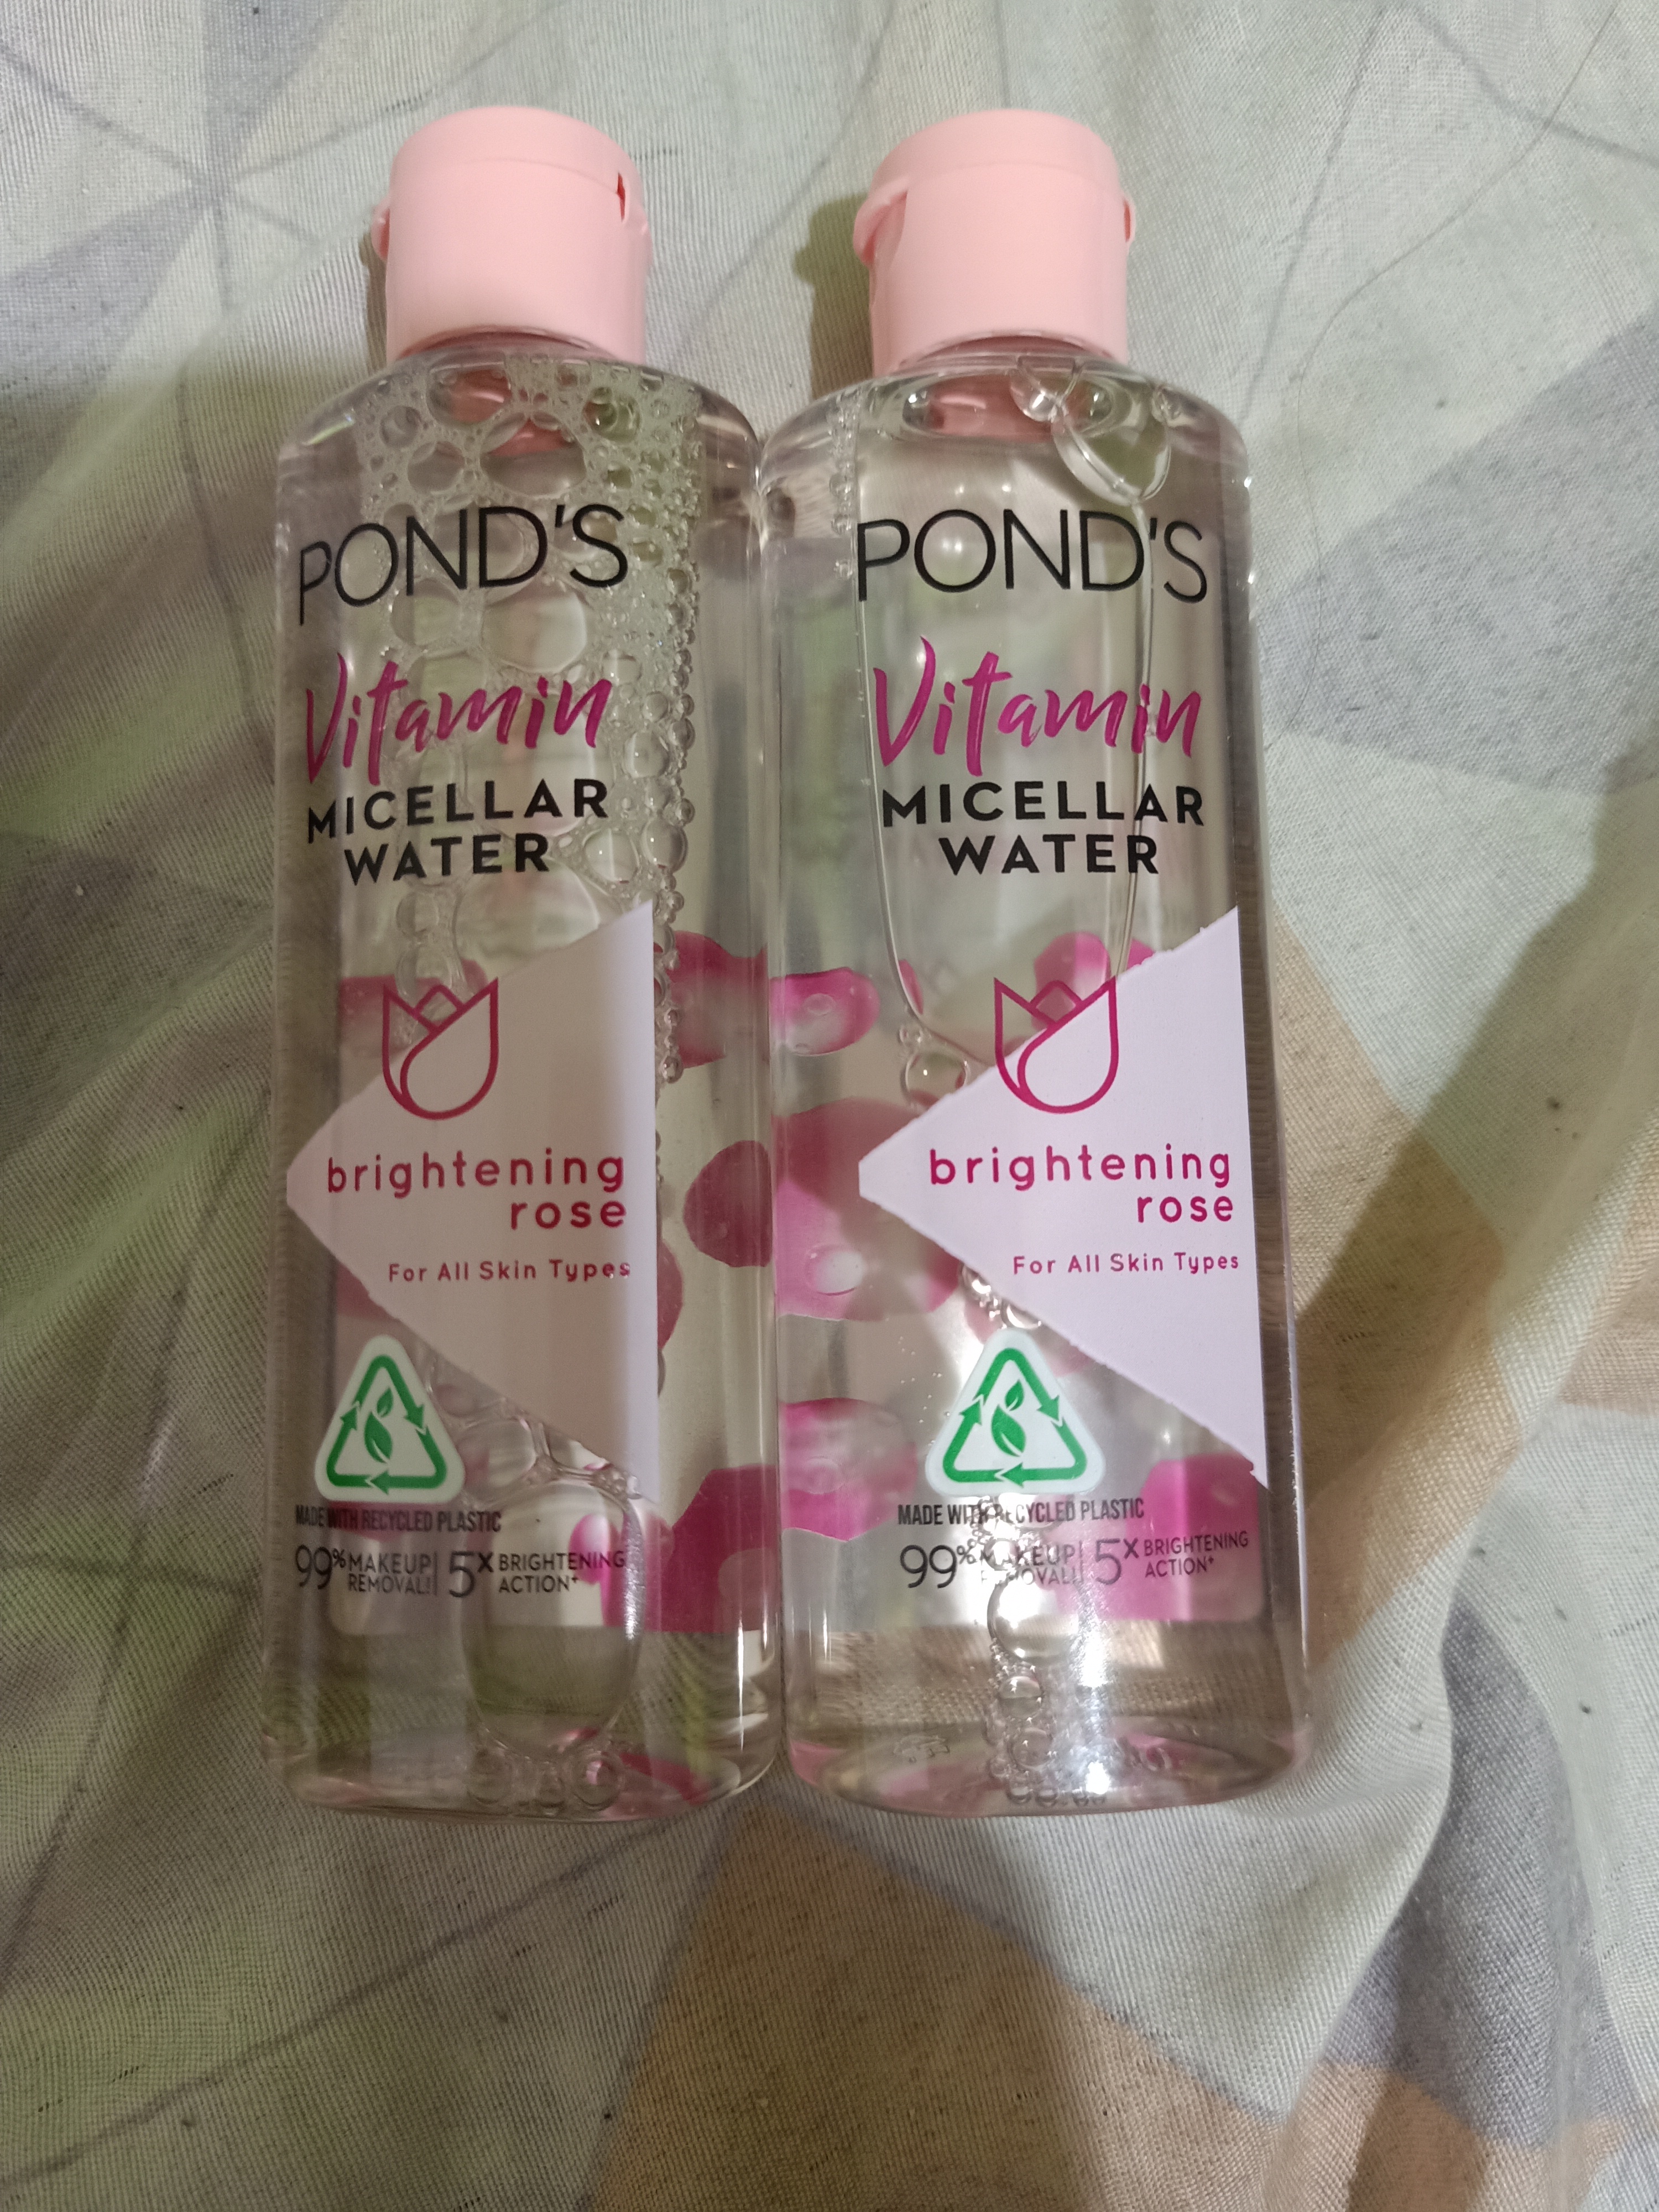 POND'S
Vitamin
MICELLAR
WATER
brightening
rose
For All Skin Types
MADE WITH RECYCLED PLASTIC
99% MAKEUP REMOVAL! 5X BRIGHTENING ACTION+
POND'S
Vitamin
MICELLAR
WATER
brightening
rose
For All Skin Types
MADE WITH RECYCLED PLASTIC
99% MAKEUP REMOVAL! 5X BRIGHTENING ACTION+